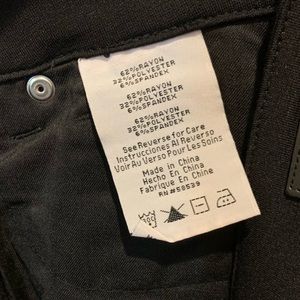 62%RAYON
32%POLYESTER
6%SPANDEX
62%RAYON
32%POLYESTER
6%SPANDEX
62%RAYON
32%POLYESTER
6%SPANDEX
See Reverse for Care
Instrucciones Al Reverso
Voir Au Verso Pour Les Soins
Made in China
Hecho En China
Fabrique En Chine
RN#58539
30C